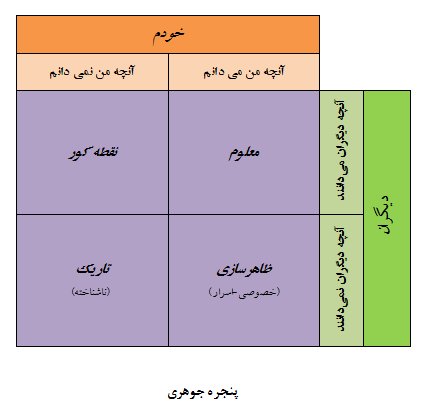 خودم
آنچه من می دانم
آنچه من نمی دانم
دیگران
آنچه دیگران می‌دانند
معلوم
نقطه کور
آنچه دیگران نمی‌دانند
ظاهرسازی
(خصوصی-اسرار)
تاریک
(ناشناخته)
پنجره جوهری